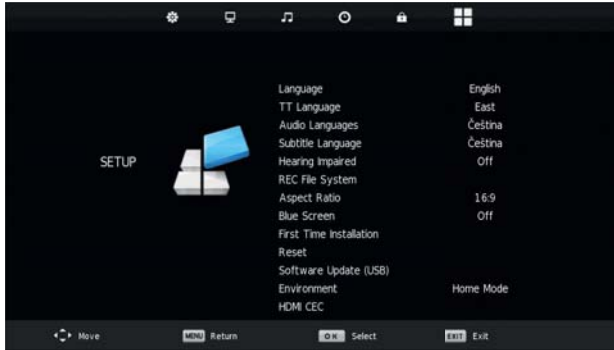 Language English
TT Language East
Audio Languages Čeština
Subtitle Language Čeština
SETUP
Hearing Impaired Off
REC File System
Aspect Ratio 16:9
Blue Screen Off
First Time Installation
Reset
Software Update (USB)
Environment Home Mode
HDMI CEC
Move MENU Return OK Select EXIT Exit